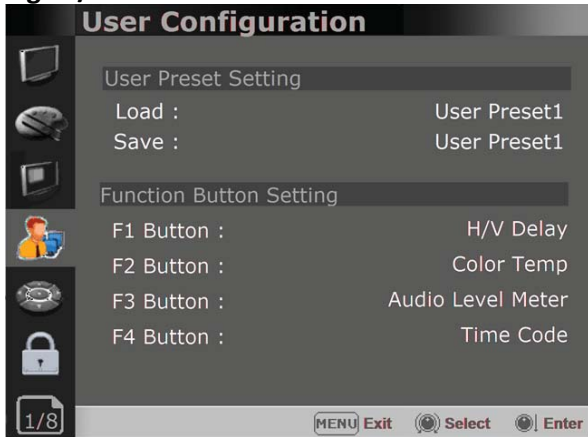 User Configuration
User Preset Setting
Load : User Preset1
Save : User Preset1
Function Button Setting
F1 Button : H/V Delay
F2 Button : Color Temp
F3 Button : Audio Level Meter
F4 Button : Time Code
1/8
MENU Exit Select Enter